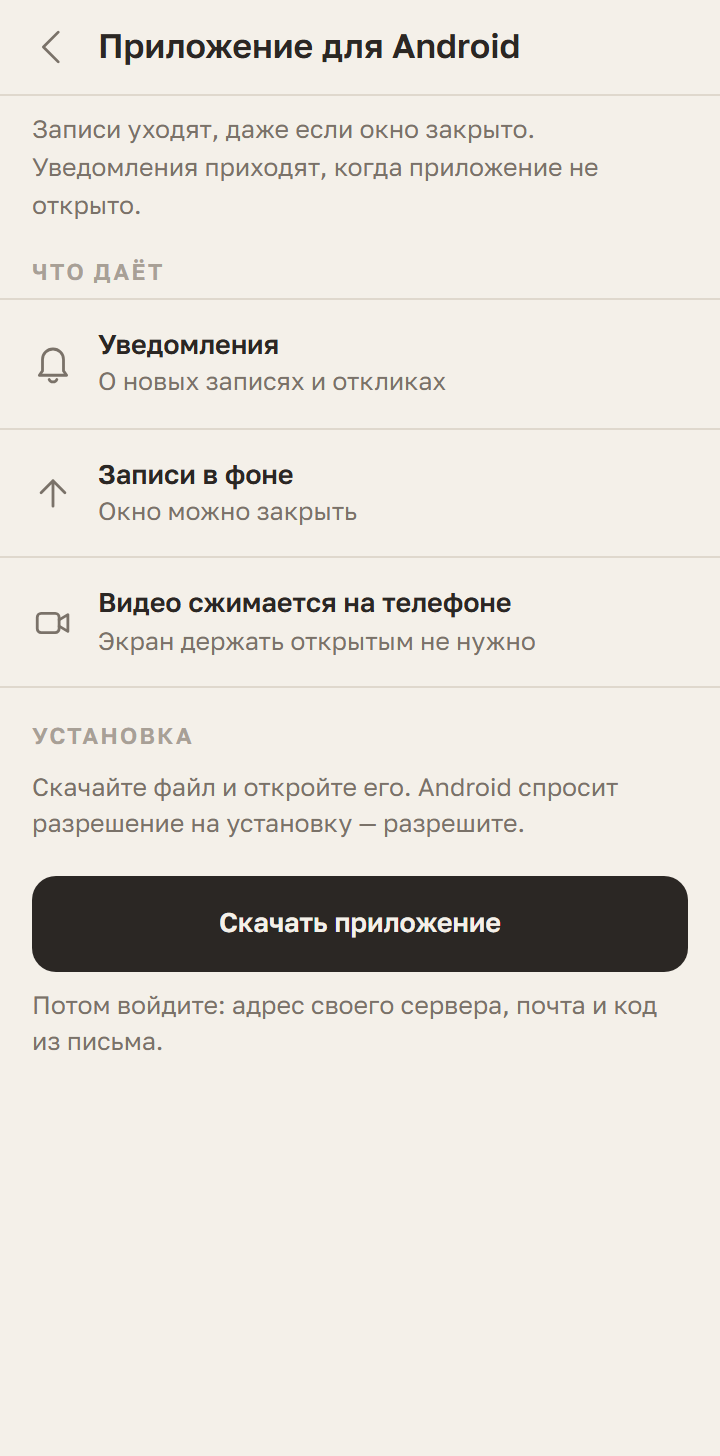 Приложение для Android
Записи уходят, даже если окно закрыто.
Уведомления приходят, когда приложение не
открыто.
ЧТО ДАЁТ
Уведомления
О новых записях и откликах
Записи в фоне
Окно можно закрыть
Видео сжимается на телефоне
Экран держать открытым не нужно
УСТАНОВКА
Скачайте файл и откройте его. Android спросит
разрешение на установку — разрешите.
Скачать приложение
Потом войдите: адрес своего сервера, почта и код
из письма.